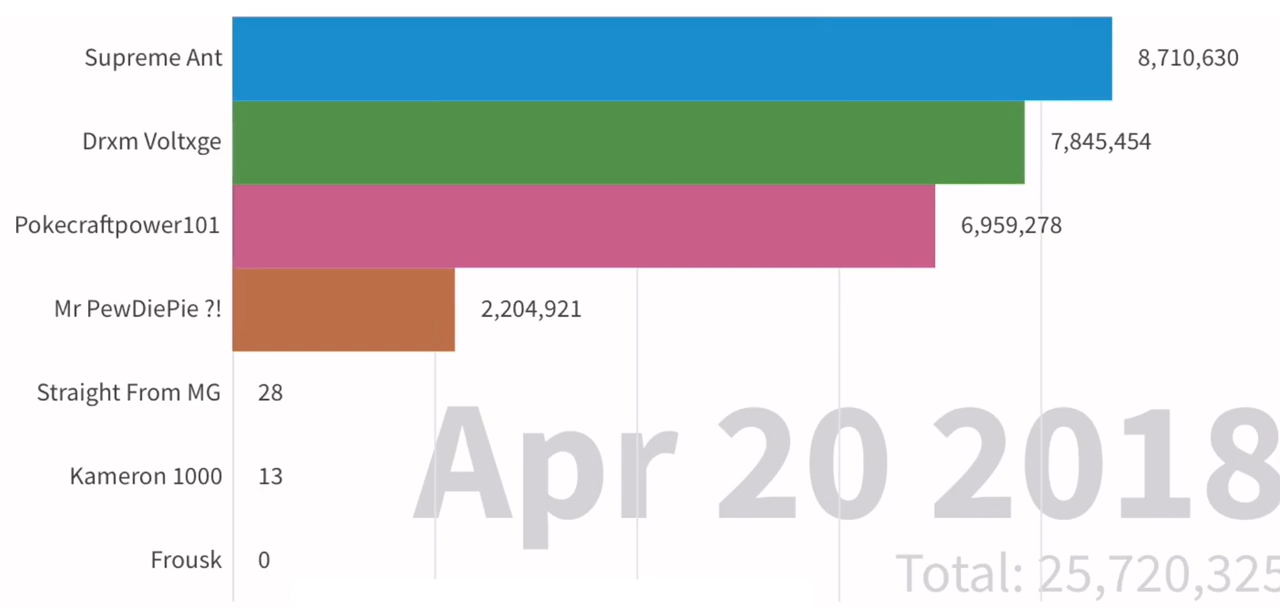 Supreme Ant 8,710,630
Drxm Voltxge 7,845,454
Pokecraftpower101 6,959,278
Mr PewDiePie ?! 2,204,921
Straight From MG 28
Kameron 1000 13
Frousk 0
Apr 20 2018
Total: 25,720,325